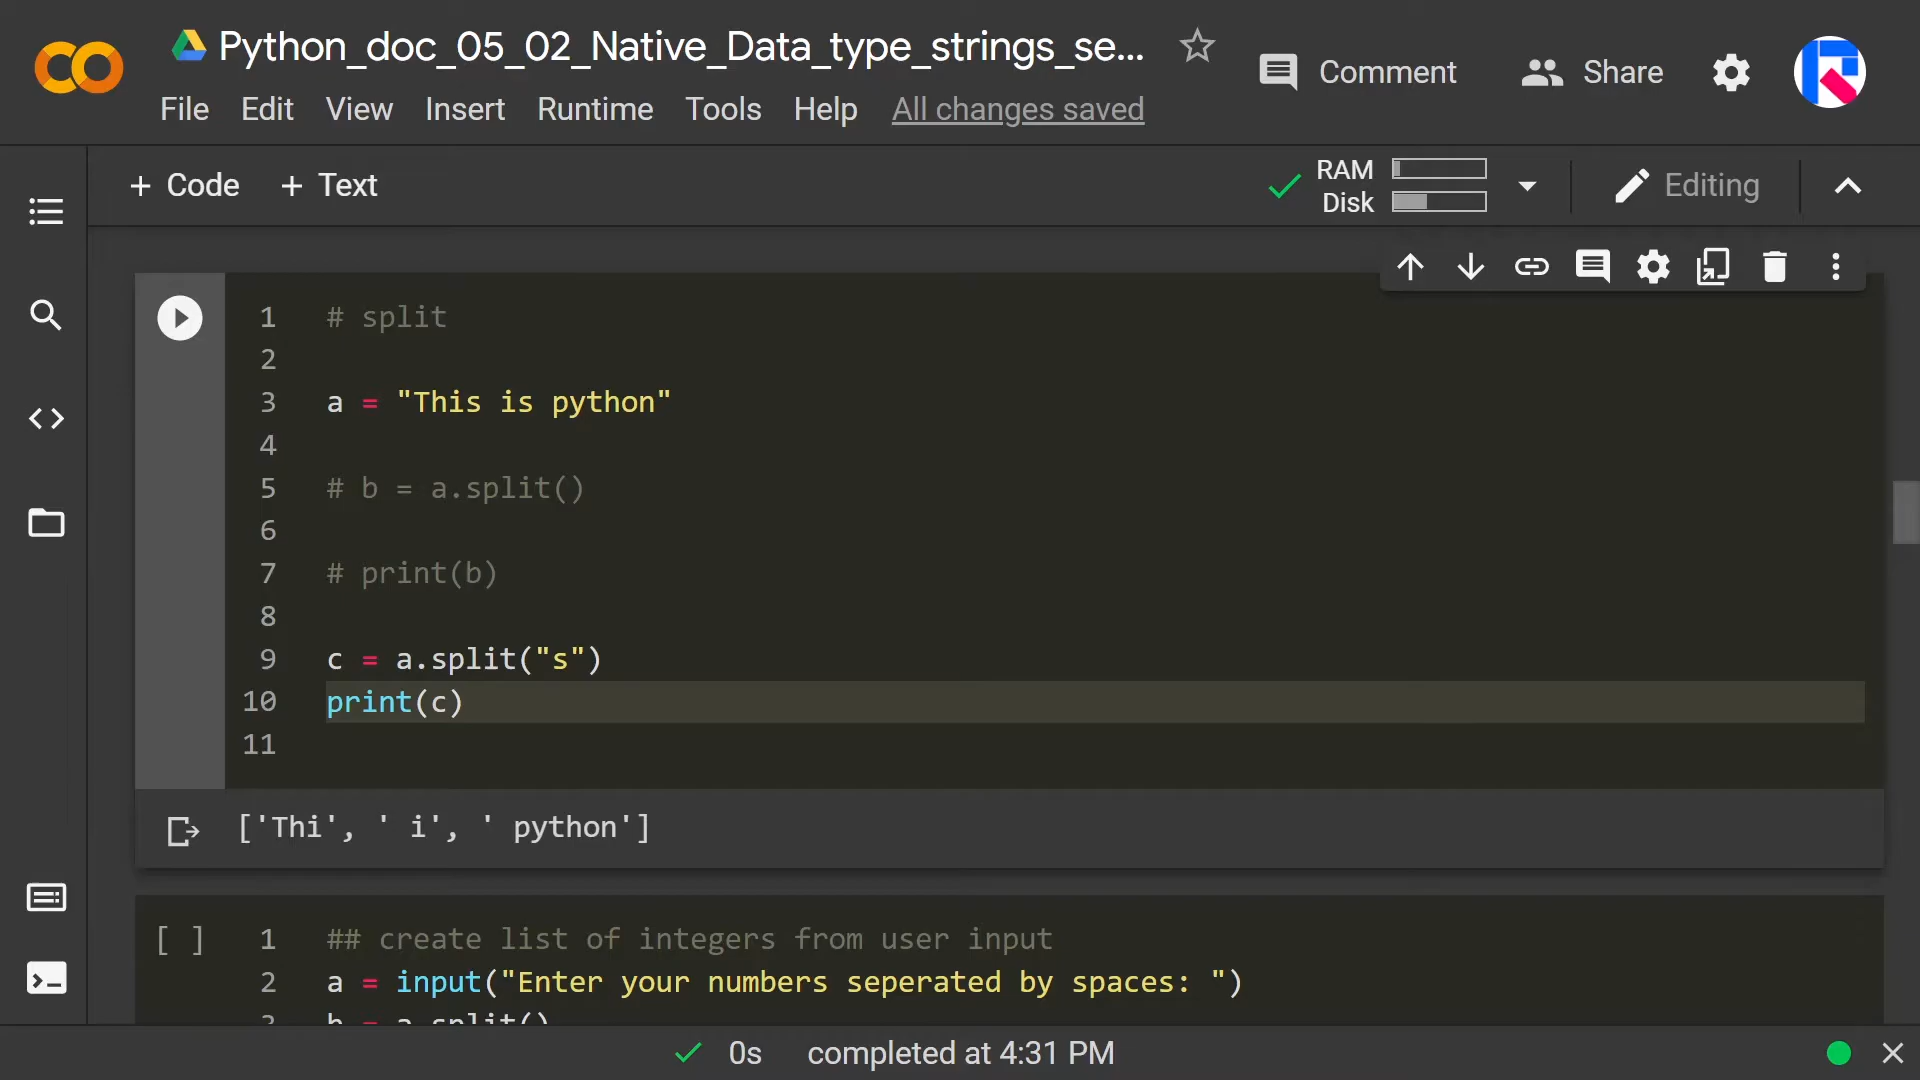 Python_doc_05_02_Native_Data_type_strings_se...
Comment
Share
File Edit View Insert Runtime Tools Help All changes saved
+ Code + Text
RAM
Disk
Editing
1 # split
2
3 a = "This is python"
4
5 # b = a.split()
6
7 # print(b)
8
9 c = a.split("s")
10 print(c)
11
['Thi', ' i', ' python']
[ ] 1 ## create list of integers from user input
2 a = input("Enter your numbers seperated by spaces: ")
3 b = a.split()
0s completed at 4:31 PM